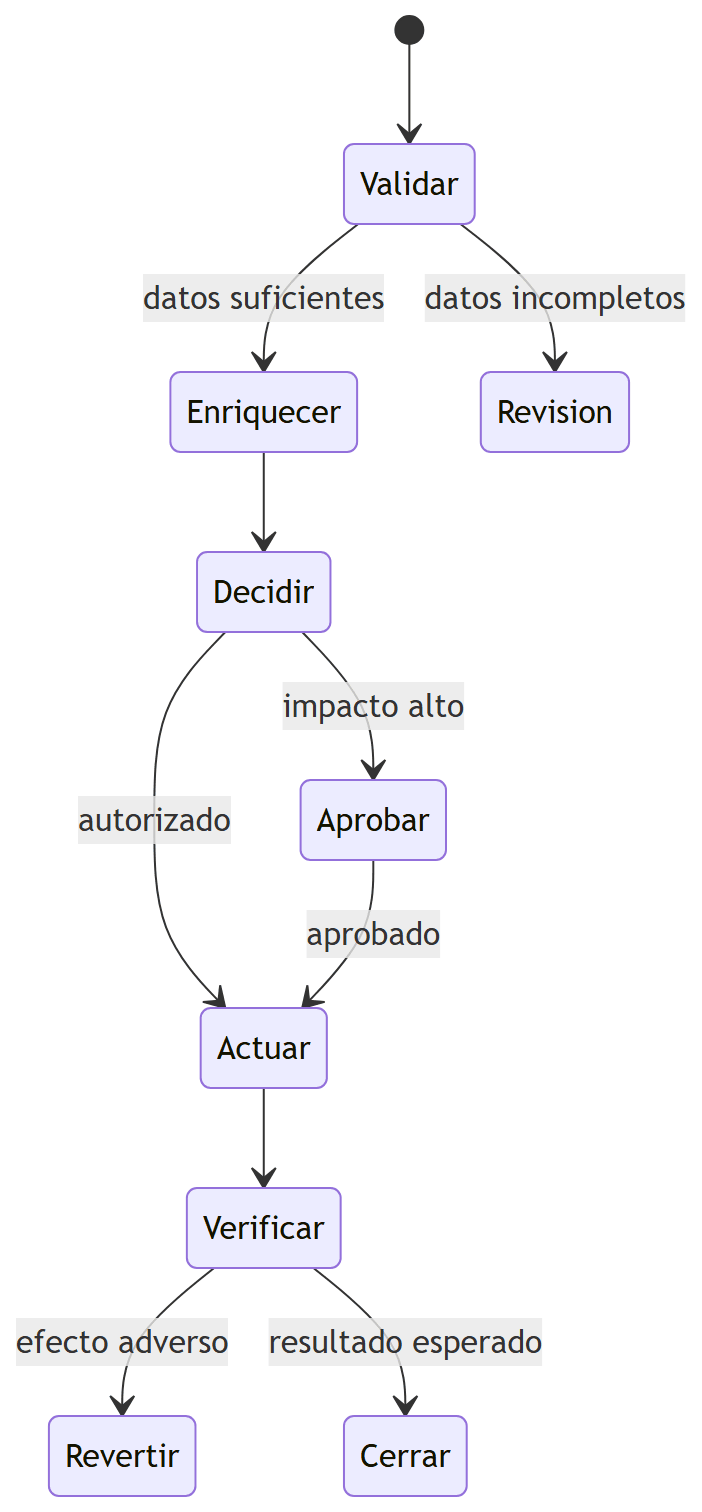 Validar
datos suficientes
datos incompletos
Enriquecer
Revision
Decidir
impacto alto
autorizado
Aprobar
aprobado
Actuar
Verificar
efecto adverso
resultado esperado
Revertir
Cerrar